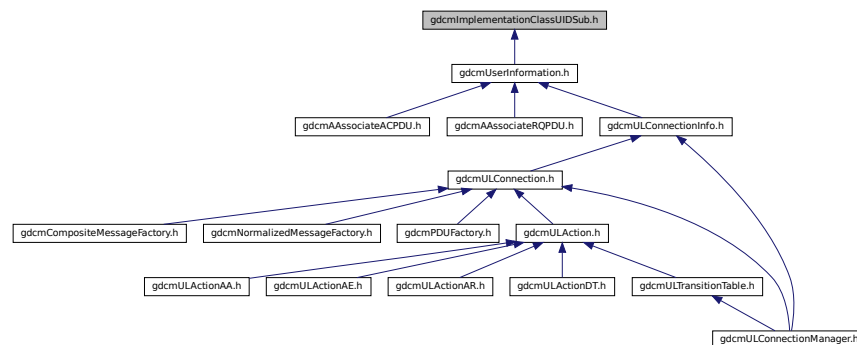 gdcmImplementationClassUIDSub.h
gdcmUserInformation.h
gdcmAAssociateACPDU.h
gdcmAAssociateRQPDU.h
gdcmULConnectionInfo.h
gdcmULConnection.h
gdcmCompositeMessageFactory.h
gdcmNormalizedMessageFactory.h
gdcmPDUFactory.h
gdcmULAction.h
gdcmULActionAA.h
gdcmULActionAE.h
gdcmULActionAR.h
gdcmULActionDT.h
gdcmULTransitionTable.h
gdcmULConnectionManager.h